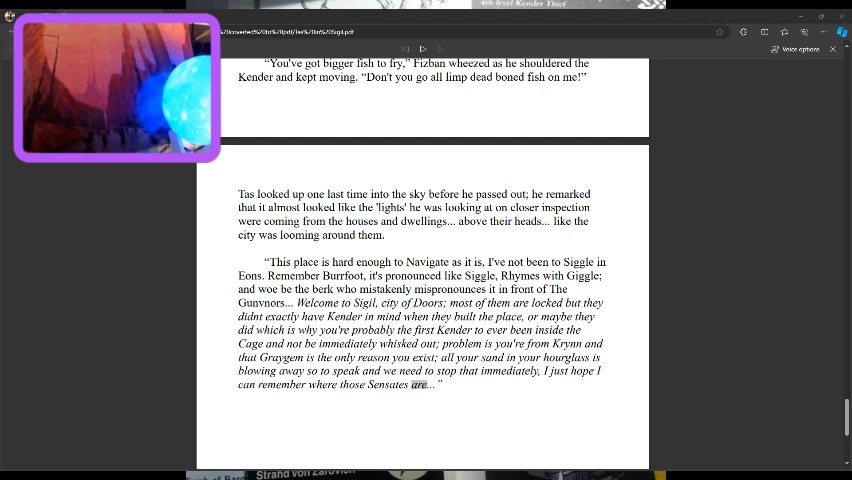 4th level Kender Thief
%20coverted%20to%20pdf/Tas%20in%20Sigil.pdf
Voice options
“You've got bigger fish to fry,” Fizban wheezed as he shouldered the
Kender and kept moving. “Don't you go all limp dead boned fish on me!”
Tas looked up one last time into the sky before he passed out; he remarked
that it almost looked like the 'lights' he was looking at on closer inspection
were coming from the houses and dwellings... above their heads... like the
city was looming around them.
“This place is hard enough to Navigate as it is, I've not been to Siggle in
Eons. Remember Burrfoot, it's pronounced like Siggle, Rhymes with Giggle;
and woe be the berk who mistakenly mispronounces it in front of The
Gunvnors... Welcome to Sigil, city of Doors; most of them are locked but they
didnt exactly have Kender in mind when they built the place, or maybe they
did which is why you're probably the first Kender to ever been inside the
Cage and not be immediately whisked out; problem is you're from Krynn and
that Graygem is the only reason you exist; all your sand in your hourglass is
blowing away so to speak and we need to stop that immediately, I just hope I
can remember where those Sensates are...”
Strahd Von Zarovich